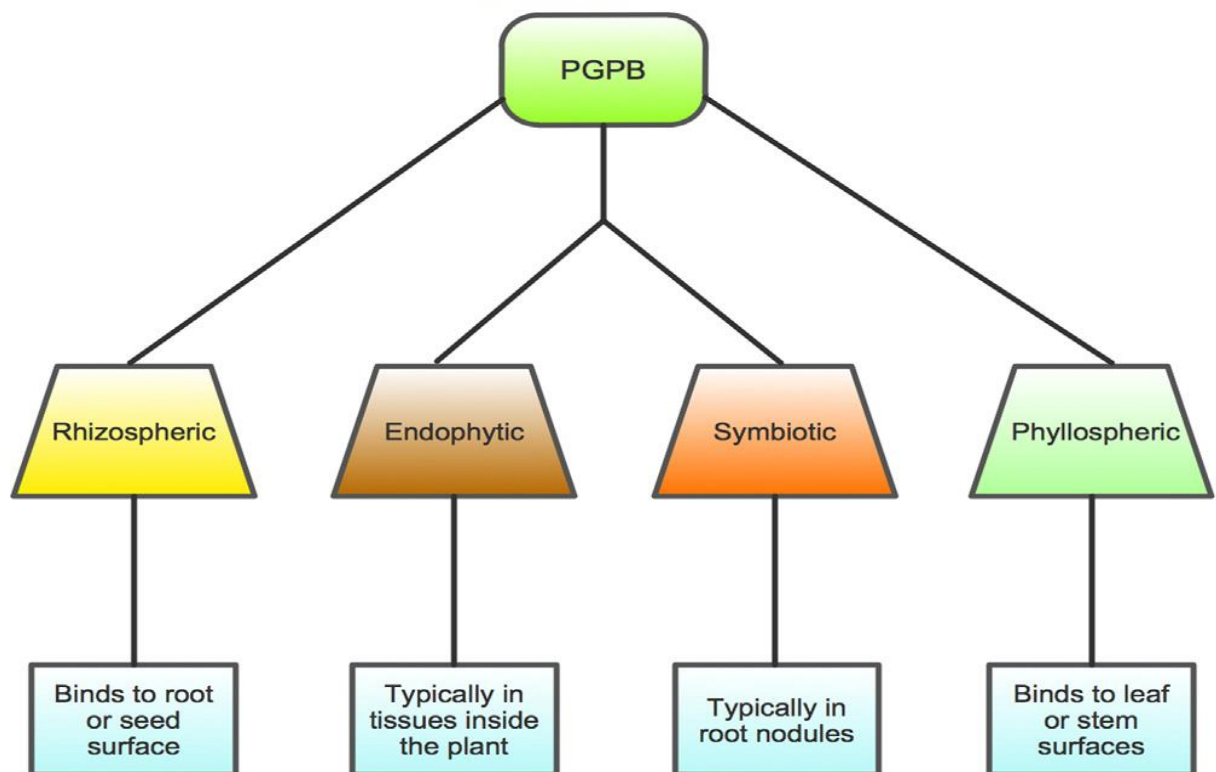 PGPB
Rhizospheric
Endophytic
Symbiotic
Phyllospheric
Binds to root
or seed
surface
Typically in
tissues inside
the plant
Typically in
root nodules
Binds to leaf
or stem
surfaces